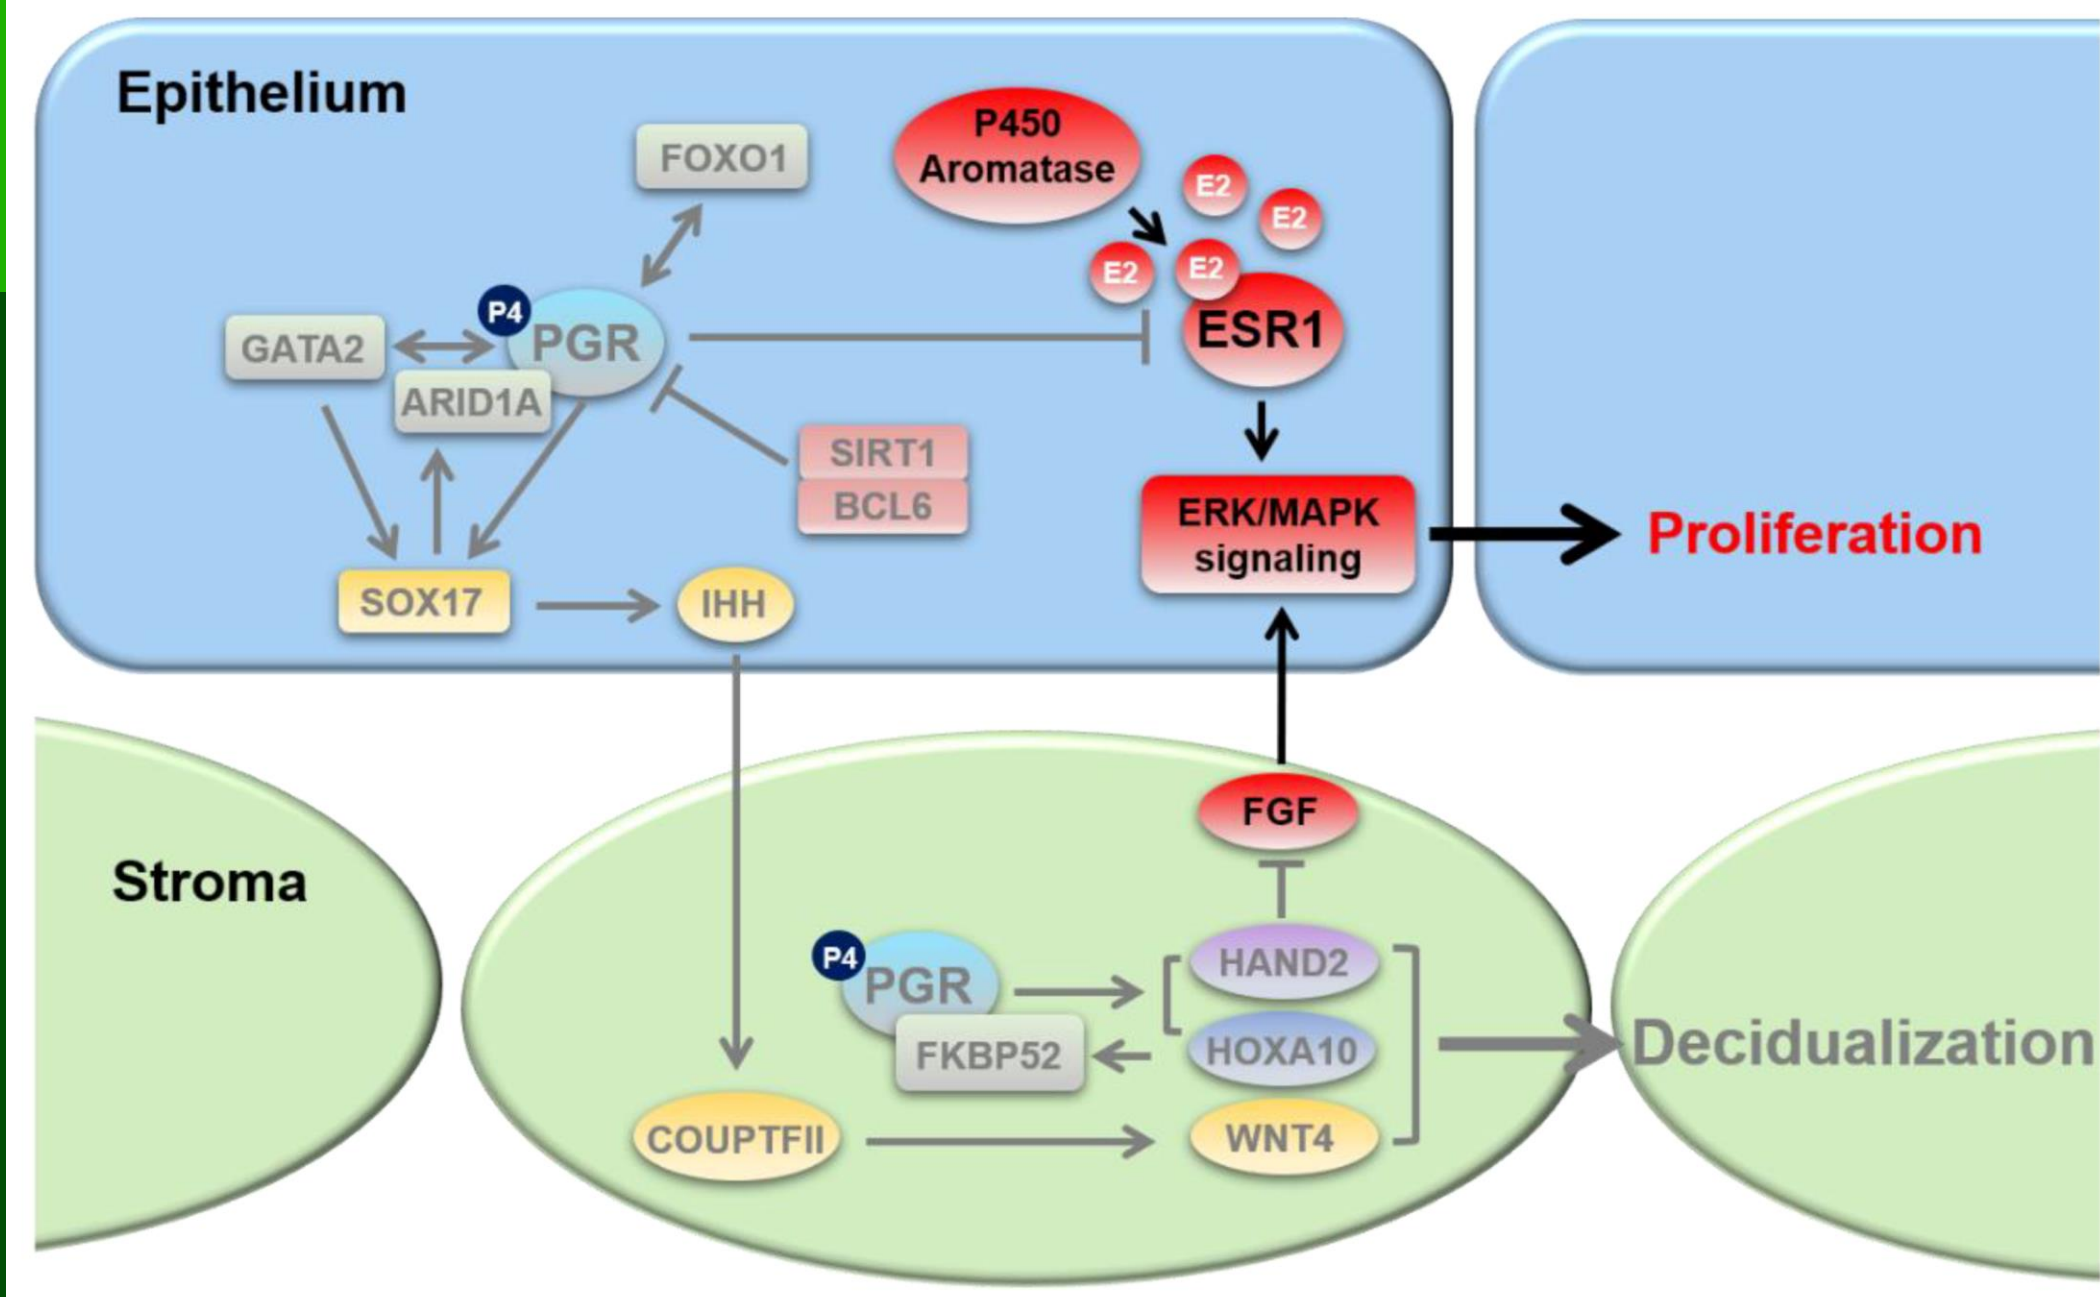 Epithelium
FOXO1
P450
Aromatase
E2
E2
E2
E2
P4
PGR
ESR1
GATA2
ARID1A
SIRT1
BCL6
ERK/MAPK
signaling
Proliferation
SOX17
IHH
Stroma
FGF
P4
PGR
HAND2
FKBP52
HOXA10
Decidualization
COUPTFII
WNT4